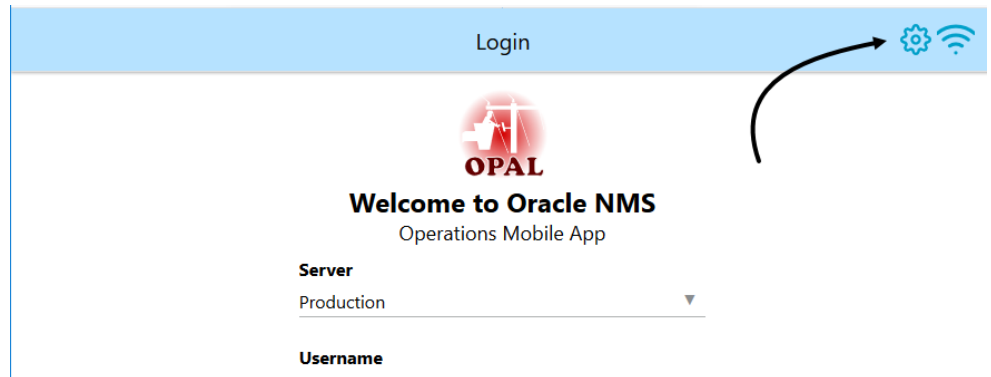 Login
OPAL
Welcome to Oracle NMS
Operations Mobile App
Server
Production
Username